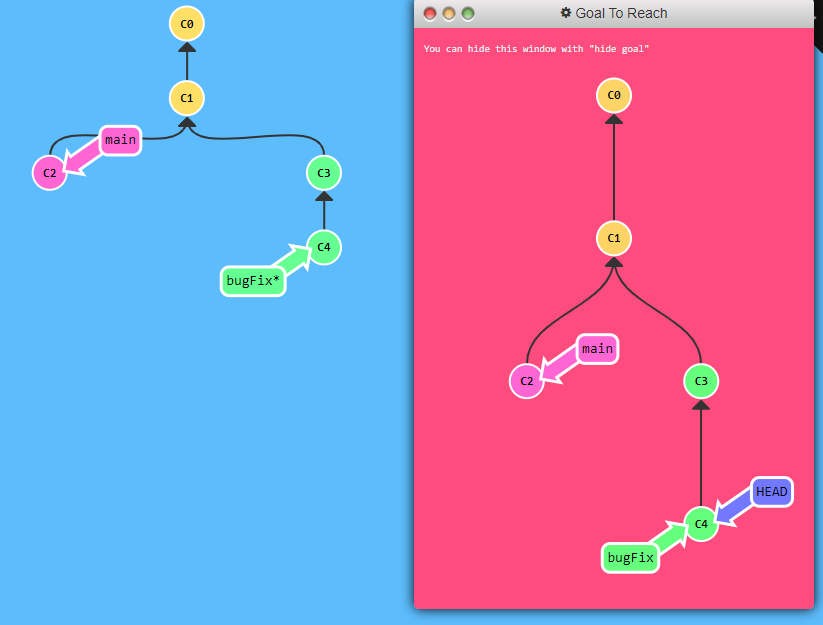 C0
C1
main
C2
C3
C4
bugFix*
Goal To Reach
You can hide this window with "hide goal"
C0
C1
main
C2
C3
HEAD
C4
bugFix